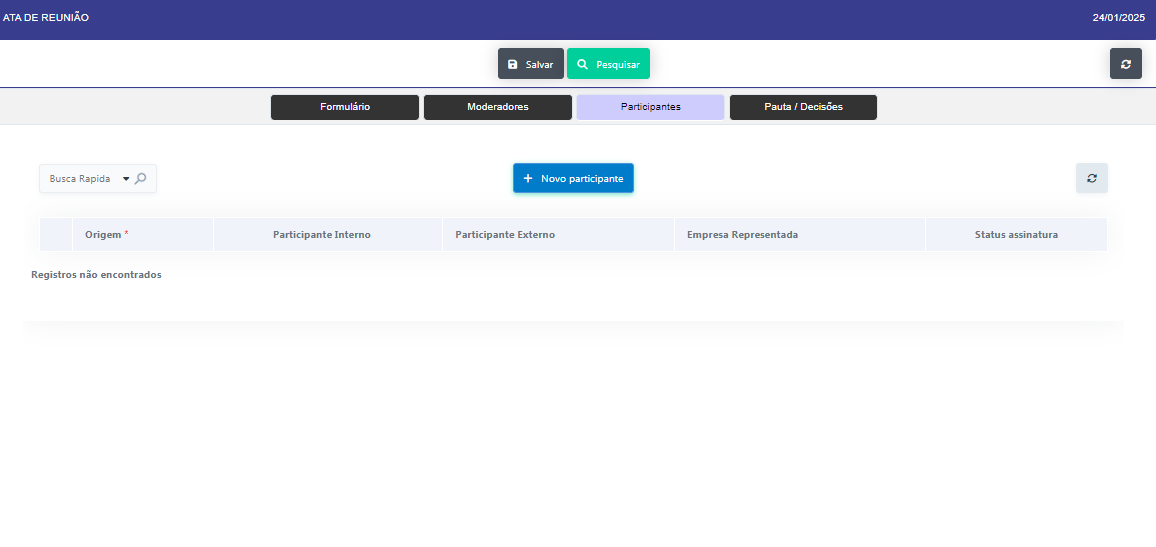 ATA DE REUNIÃO 24/01/2025
Salvar Pesquisar
Formulário Moderadores Participantes Pauta / Decisões
Busca Rapida Novo participante
Origem * Participante Interno Participante Externo Empresa Representada Status assinatura
Registros não encontrados